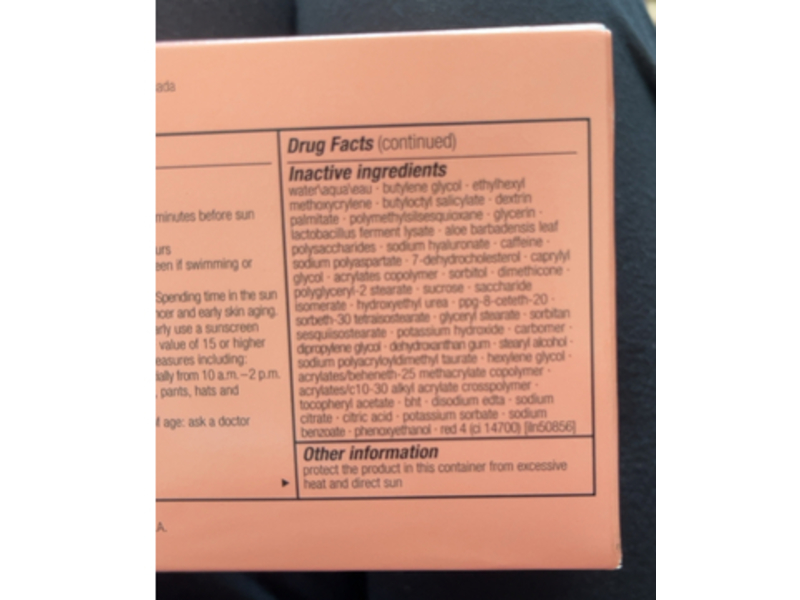 ada
minutes before sun
urs
en if swimming or
Spending time in the sun
ncer and early skin aging.
rly use a sunscreen
value of 15 or higher
easures including:
ially from 10 a.m.–2 p.m.
, pants, hats and
f age: ask a doctor
A.
Drug Facts (continued)
Inactive ingredients
water\aqua\eau · butylene glycol · ethylhexyl
methoxycrylene · butyloctyl salicylate · dextrin
palmitate · polymethylsilsesquioxane · glycerin ·
lactobacillus ferment lysate · aloe barbadensis leaf
polysaccharides · sodium hyaluronate · caffeine ·
sodium polyaspartate · 7-dehydrocholesterol · caprylyl
glycol · acrylates copolymer · sorbitol · dimethicone ·
polyglyceryl-2 stearate · sucrose · saccharide
isomerate · hydroxyethyl urea · ppg-8-ceteth-20 ·
sorbeth-30 tetraisostearate · glyceryl stearate · sorbitan
sesquiisostearate · potassium hydroxide · carbomer ·
dipropylene glycol · dehydroxanthan gum · stearyl alcohol ·
sodium polyacryloyldimethyl taurate · hexylene glycol ·
acrylates/beheneth-25 methacrylate copolymer ·
acrylates/c10-30 alkyl acrylate crosspolymer ·
tocopheryl acetate · bht · disodium edta · sodium
citrate · citric acid · potassium sorbate · sodium
benzoate · phenoxyethanol · red 4 (ci 14700) [iln50856]
Other information
protect the product in this container from excessive
heat and direct sun